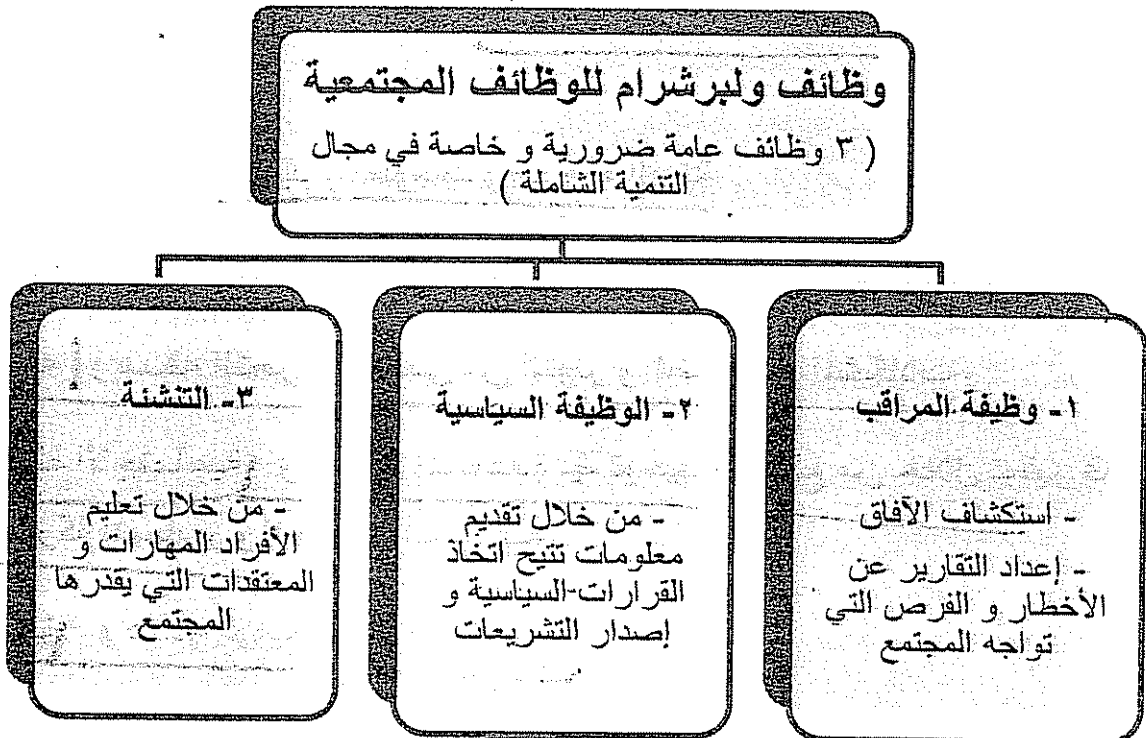 وظائف ولبرشرام للوظائف المجتمعية
( ٣ وظائف عامة ضرورية و خاصة في مجال
التنمية الشاملة )
١- وظيفة المراقب
- استكشاف الآفاق
- إعداد التقارير عن
الأخطار و الفرص التي
تواجه المجتمع
٢- الوظيفة السياسية
- من خلال تقديم
معلومات تتيح اتخاذ
القرارات السياسية و
إصدار التشريعات
٣- التنشئة
- من خلال تعليم
الأفراد المهارات و
المعتقدات التي يقدرها
المجتمع